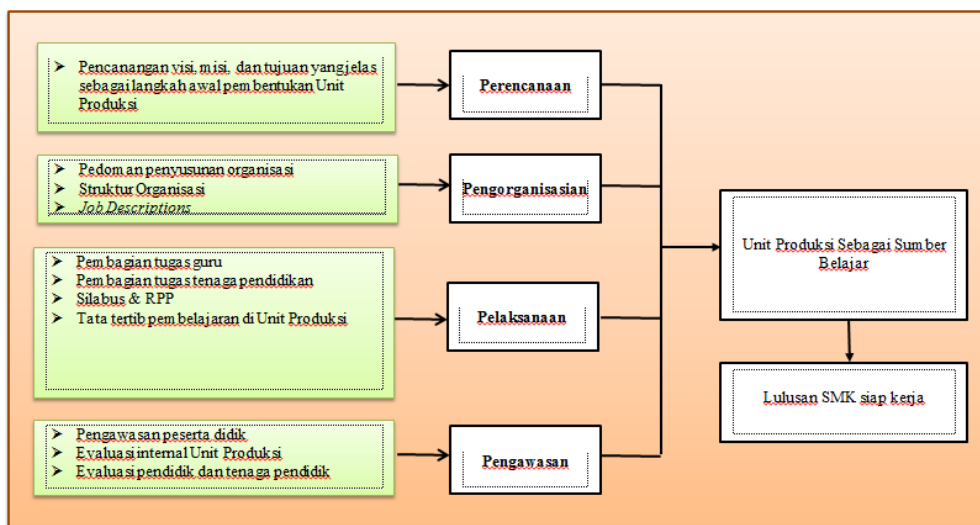 ➢ Pencanangan visi, misi, dan tujuan yang jelas
sebagai langkah awal pembentukan Unit
Produksi
Perencanaan
➢ Pedoman penyusunan organisasi
➢ Struktur Organisasi
➢ Job Descriptions
Pengorganisasian
➢ Pembagian tugas guru
➢ Pembagian tugas tenaga pendidikan
➢ Silabus & RPP
➢ Tata tertib pembelajaran di Unit Produksi
Pelaksanaan
➢ Pengawasan peserta didik
➢ Evaluasi internal Unit Produksi
➢ Evaluasi pendidik dan tenaga pendidik
Pengawasan
Unit Produksi Sebagai Sumber
Belajar
Lulusan SMK siap kerja